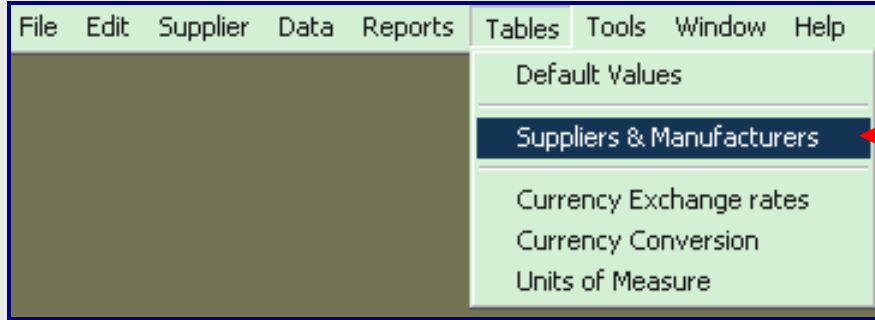 File Edit Supplier Data Reports Tables Tools Window Help
Default Values
Suppliers & Manufacturers
Currency Exchange rates
Currency Conversion
Units of Measure